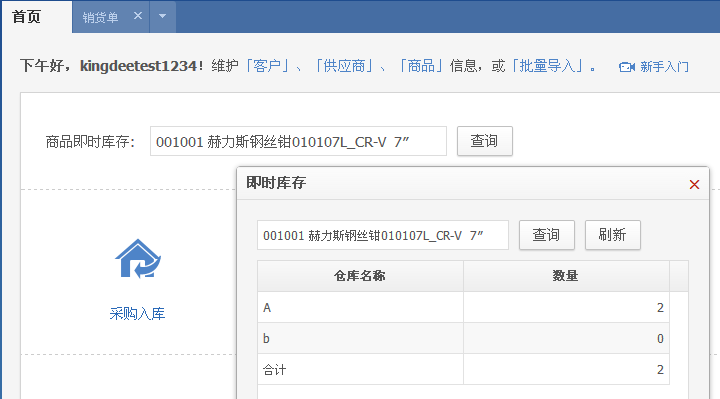 首页 销货单
下午好，kingdeetest1234！维护「客户」、「供应商」、「商品」信息，或「批量导入」。 新手入门
商品即时库存： 001001 赫力斯钢丝钳010107L_CR-V 7″ 查询
即时库存
001001 赫力斯钢丝钳010107L_CR-V 7″ 查询 刷新
仓库名称 数量
A 2
b 0
合计 2
采购入库